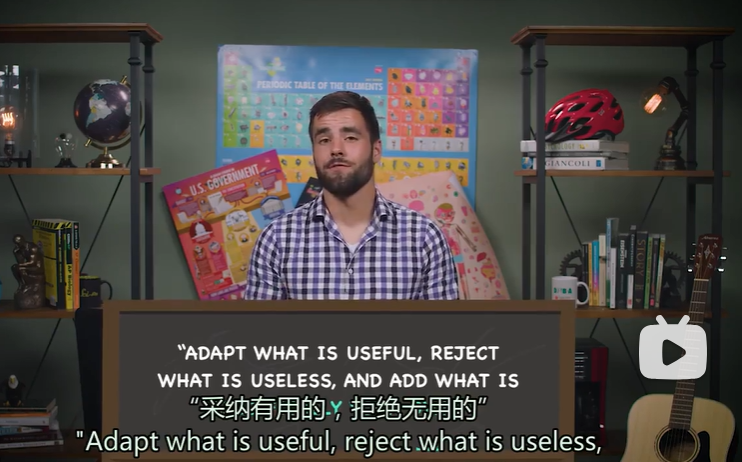 PERIODIC TABLE OF THE ELEMENTS
U.S. GOVERNMENT
GIANCOLI
STORY
"ADAPT WHAT IS USEFUL, REJECT
WHAT IS USELESS, AND ADD WHAT IS
“采纳有用的，拒绝无用的”
"Adapt what is useful, reject what is useless,